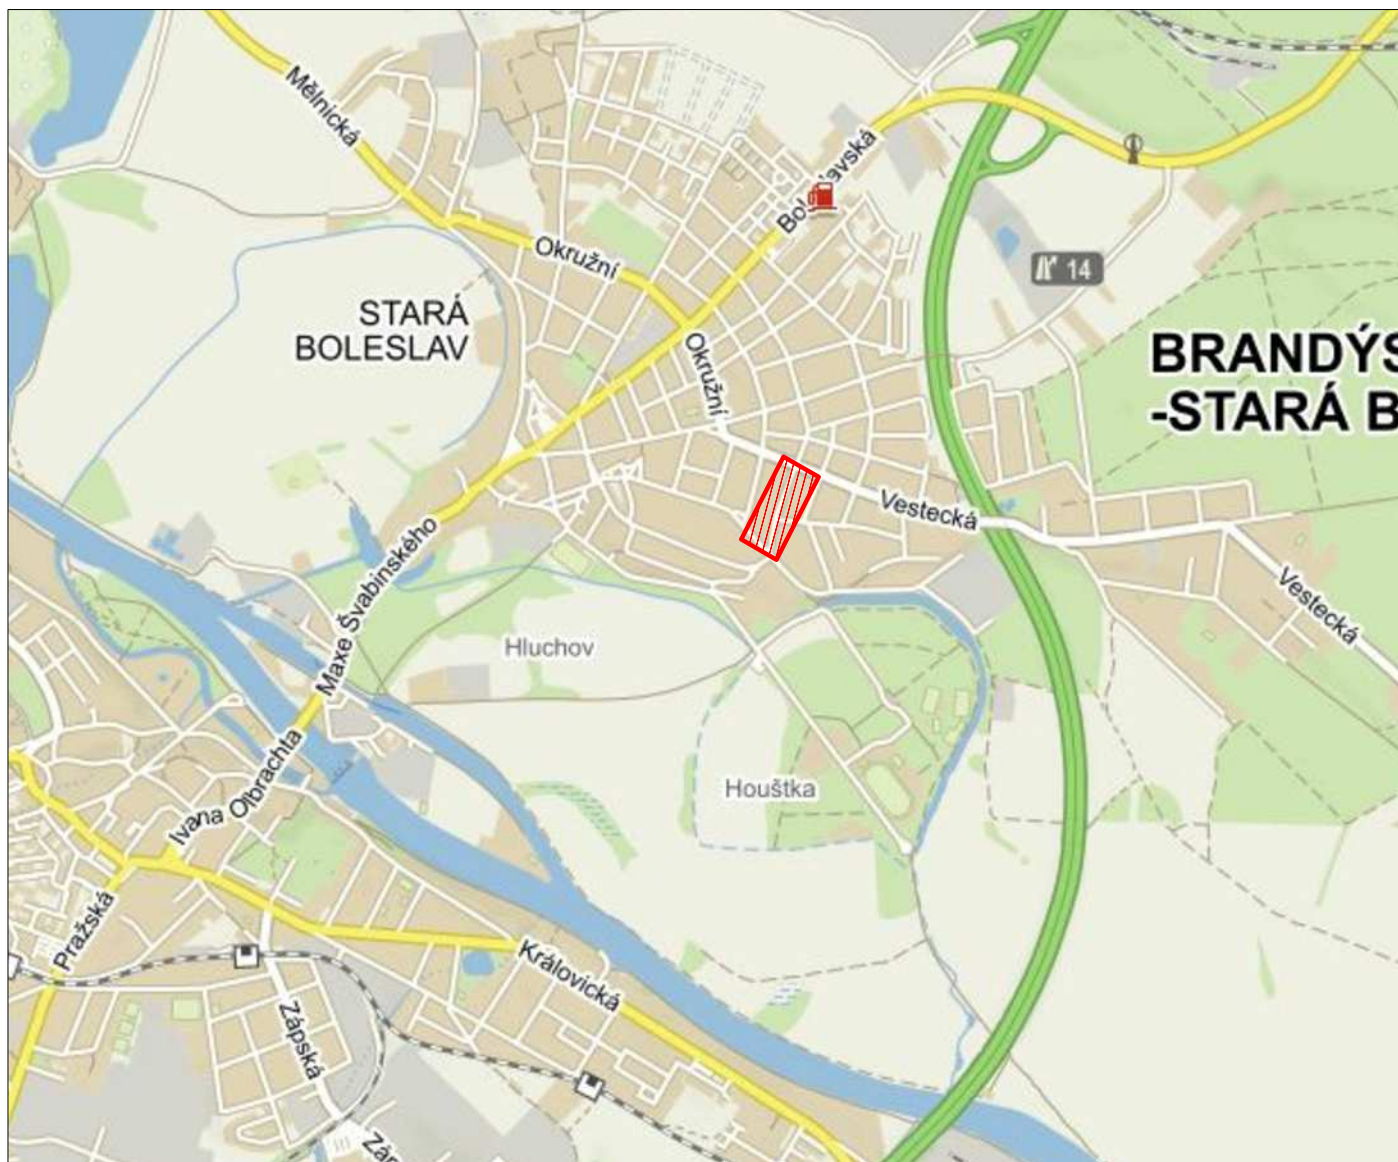 Mělnická
Boleslavská
Okružní
14
STARÁ
BOLESLAV
BRANDÝS
-STARÁ B
Okružní
Vestecká
Maxe Švabinského
Vestecká
Hluchov
Houštka
Ivana Olbrachta
Pražská
Královická
Zápská
Záp